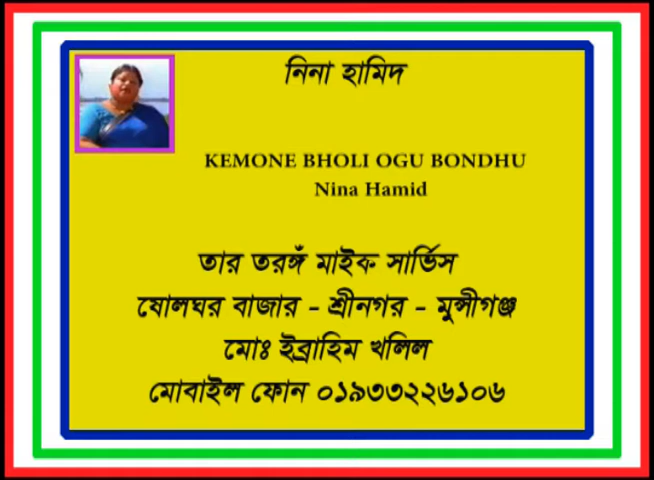 নিনা হামিদ
KEMONE BHOLI OGU BONDHU
Nina Hamid
তার তরঙ্গঁ মাইক সার্ভিস
ষোলঘর বাজার - শ্রীনগর - মুন্সীগঞ্জ
মোঃ ইব্রাহিম খলিল
মোবাইল ফোন ০১৯৩৩২২৬১০৬